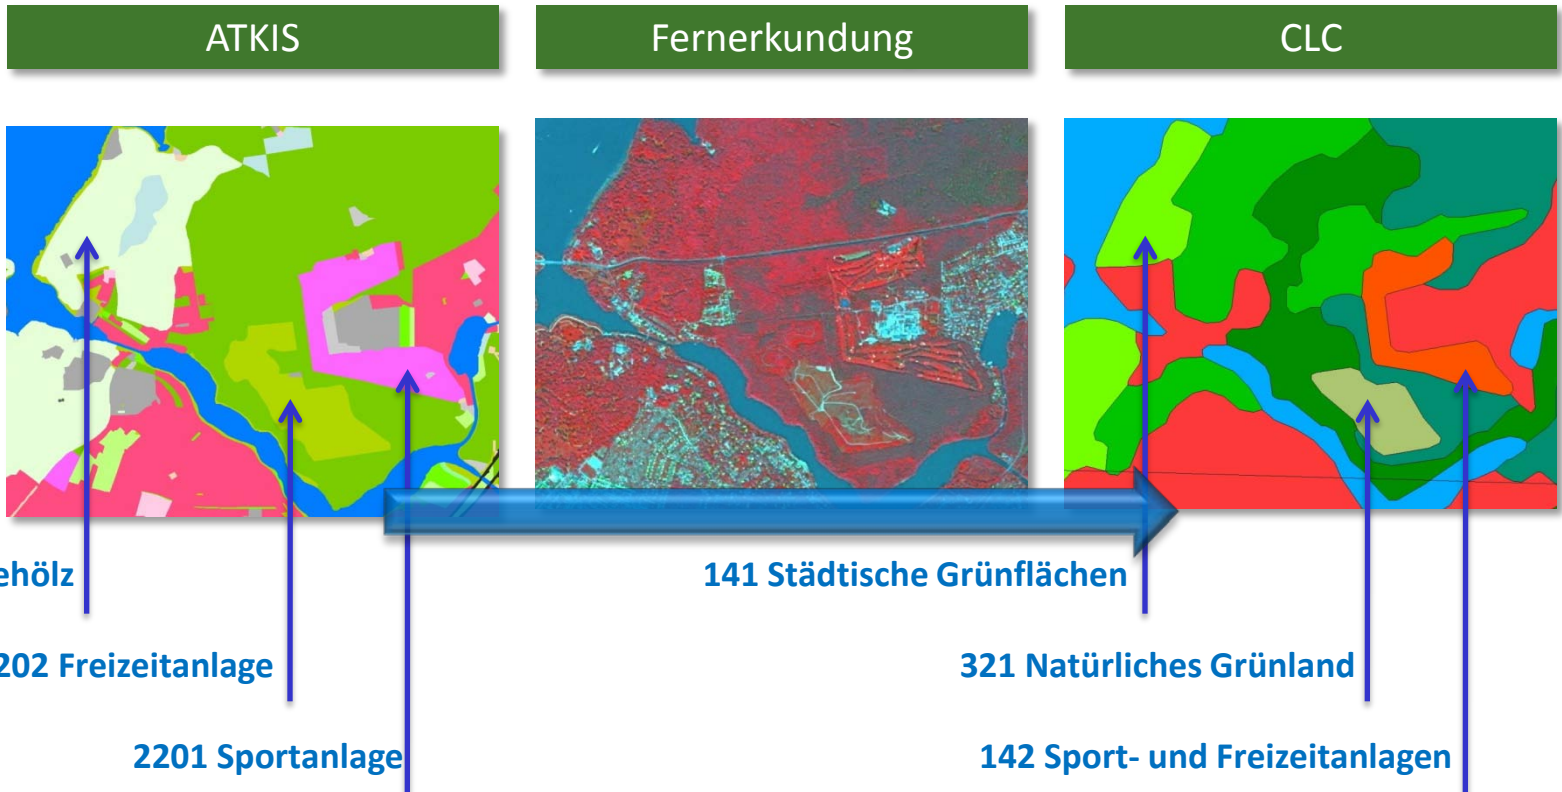 ATKIS
Fernerkundung
CLC
ehölz
141 Städtische Grünflächen
202 Freizeitanlage
321 Natürliches Grünland
2201 Sportanlage
142 Sport- und Freizeitanlagen